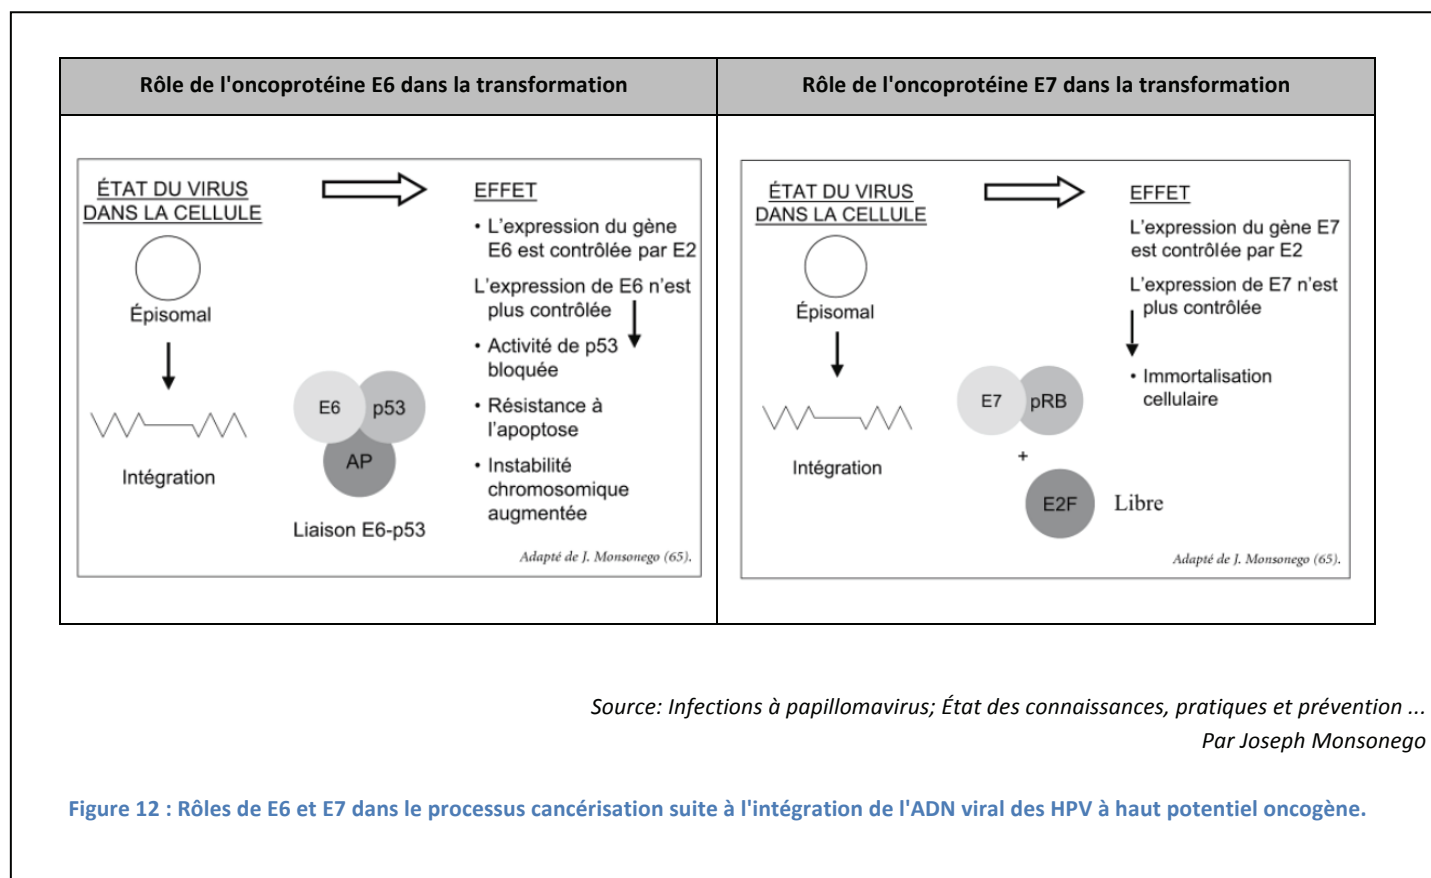 Rôle de l'oncoprotéine E6 dans la transformation
Rôle de l'oncoprotéine E7 dans la transformation
ÉTAT DU VIRUS
DANS LA CELLULE
Épisomal
Intégration
E6
p53
AP
Liaison E6-p53
EFFET
• L’expression du gène
E6 est contrôlée par E2
L’expression de E6 n’est
plus contrôlée
• Activité de p53
bloquée
• Résistance à
l’apoptose
• Instabilité
chromosomique
augmentée
Adapté de J. Monsonego (65).
ÉTAT DU VIRUS
DANS LA CELLULE
Épisomal
Intégration
E7
pRB
+
E2F
Libre
EFFET
L’expression du gène E7
est contrôlée par E2
L’expression de E7 n’est
plus contrôlée
• Immortalisation
cellulaire
Adapté de J. Monsonego (65).
Source: Infections à papillomavirus; État des connaissances, pratiques et prévention ...
Par Joseph Monsonego
Figure 12 : Rôles de E6 et E7 dans le processus cancérisation suite à l'intégration de l'ADN viral des HPV à haut potentiel oncogène.